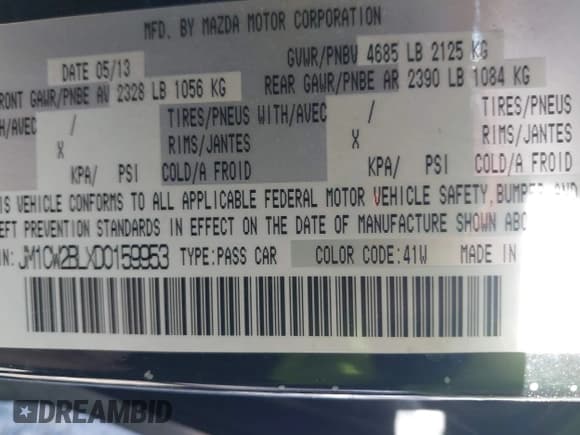 MFD. BY MAZDA MOTOR CORPORATION
DATE 05/13 GVWR/PNBV 4685 LB 2125 KG
FRONT GAWR/PNBE AV 2328 LB 1056 KG REAR GAWR/PNBE AR 2390 LB 1084 KG
H/AVEC / TIRES/PNEUS WITH/AVEC / TIRES/PNEUS
X RIMS/JANTES X RIMS/JANTES
KPA/ PSI COLD/A FROID KPA/ PSI COLD/A FROID
IS VEHICLE CONFORMS TO ALL APPLICABLE FEDERAL MOTOR VEHICLE SAFETY, BUMPER AND
EFT PREVENTION STANDARDS IN EFFECT ON THE DATE OF MANUFACTURE SHOWN ABO
IN: JM1CW2BLXD0159953 TYPE:PASS CAR COLOR CODE:41W MADE IN
DREAMBID